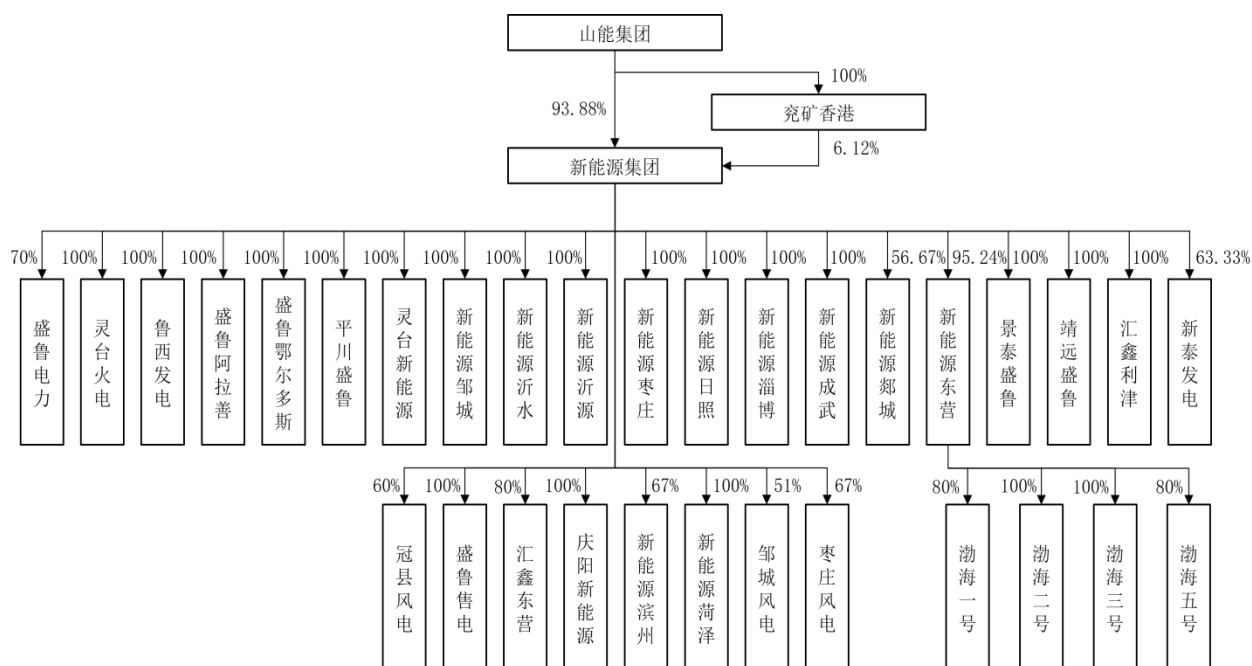 山能集团
100%
93.88%
兖矿香港
6.12%
新能源集团
70%
100%
100%
100%
100%
100%
100%
100%
100%
100%
100%
100%
100%
100%
56.67%
95.24%
100%
100%
100%
63.33%
盛鲁电力
灵台火电
鲁西发电
盛鲁阿拉善
盛鲁鄂尔多斯
平川盛鲁
灵台新能源
新能源邹城
新能源沂水
新能源沂源
新能源枣庄
新能源日照
新能源淄博
新能源成武
新能源郯城
新能源东营
景泰盛鲁
靖远盛鲁
汇鑫利津
新泰发电
60%
100%
80%
100%
67%
100%
51%
67%
80%
100%
100%
80%
冠县风电
盛鲁售电
汇鑫东营
庆阳新能源
新能源滨州
新能源菏泽
邹城风电
枣庄风电
渤海一号
渤海二号
渤海三号
渤海五号